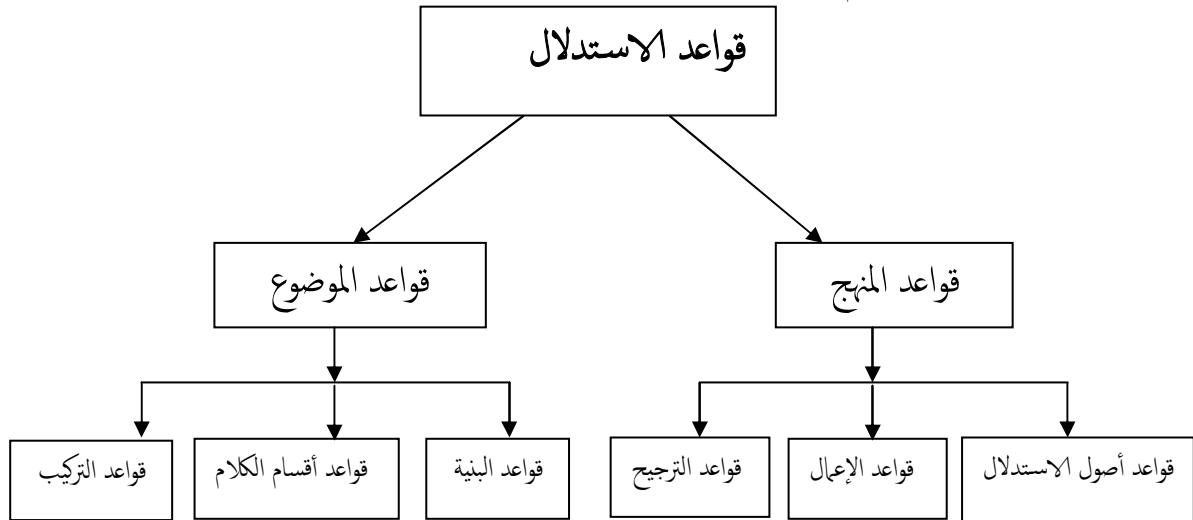 قواعد الاستدلال
قواعد المنهج
قواعد الموضوع
قواعد أصول الاستدلال
قواعد الإعمال
قواعد الترجيح
قواعد البنية
قواعد أقسام الكلام
قواعد التركيب